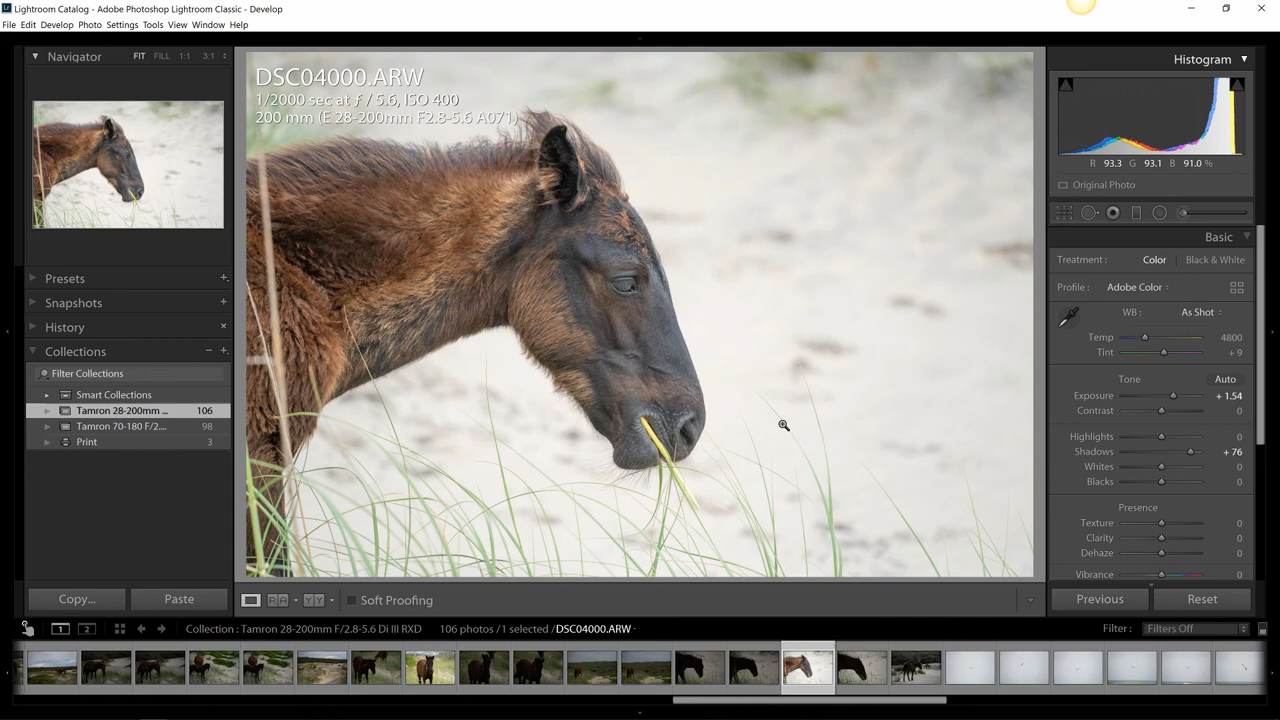 Lr Lightroom Catalog - Adobe Photoshop Lightroom Classic - Develop
File Edit Develop Photo Settings Tools View Window Help
Navigator FIT FILL 1:1 3:1
Presets
Snapshots
History
Collections
Filter Collections
Smart Collections
Tamron 28-200mm ... 106
Tamron 70-180 F/2.... 98
Print 3
Copy... Paste
DSC04000.ARW
1/2000 sec at ƒ / 5.6, ISO 400
200 mm (E 28-200mm F2.8-5.6 A071)
Soft Proofing
Histogram
R 93.3 G 93.1 B 91.0 %
Original Photo
Basic
Treatment : Color Black & White
Profile : Adobe Color
WB : As Shot
Temp 4800
Tint + 9
Tone Auto
Exposure + 1.54
Contrast 0
Highlights 0
Shadows + 76
Whites 0
Blacks 0
Presence
Texture 0
Clarity 0
Dehaze 0
Vibrance 0
Previous Reset
1 2 Collection : Tamron 28-200mm F/2.8-5.6 Di III RXD 106 photos /1 selected /DSC04000.ARW Filter : Filters Off